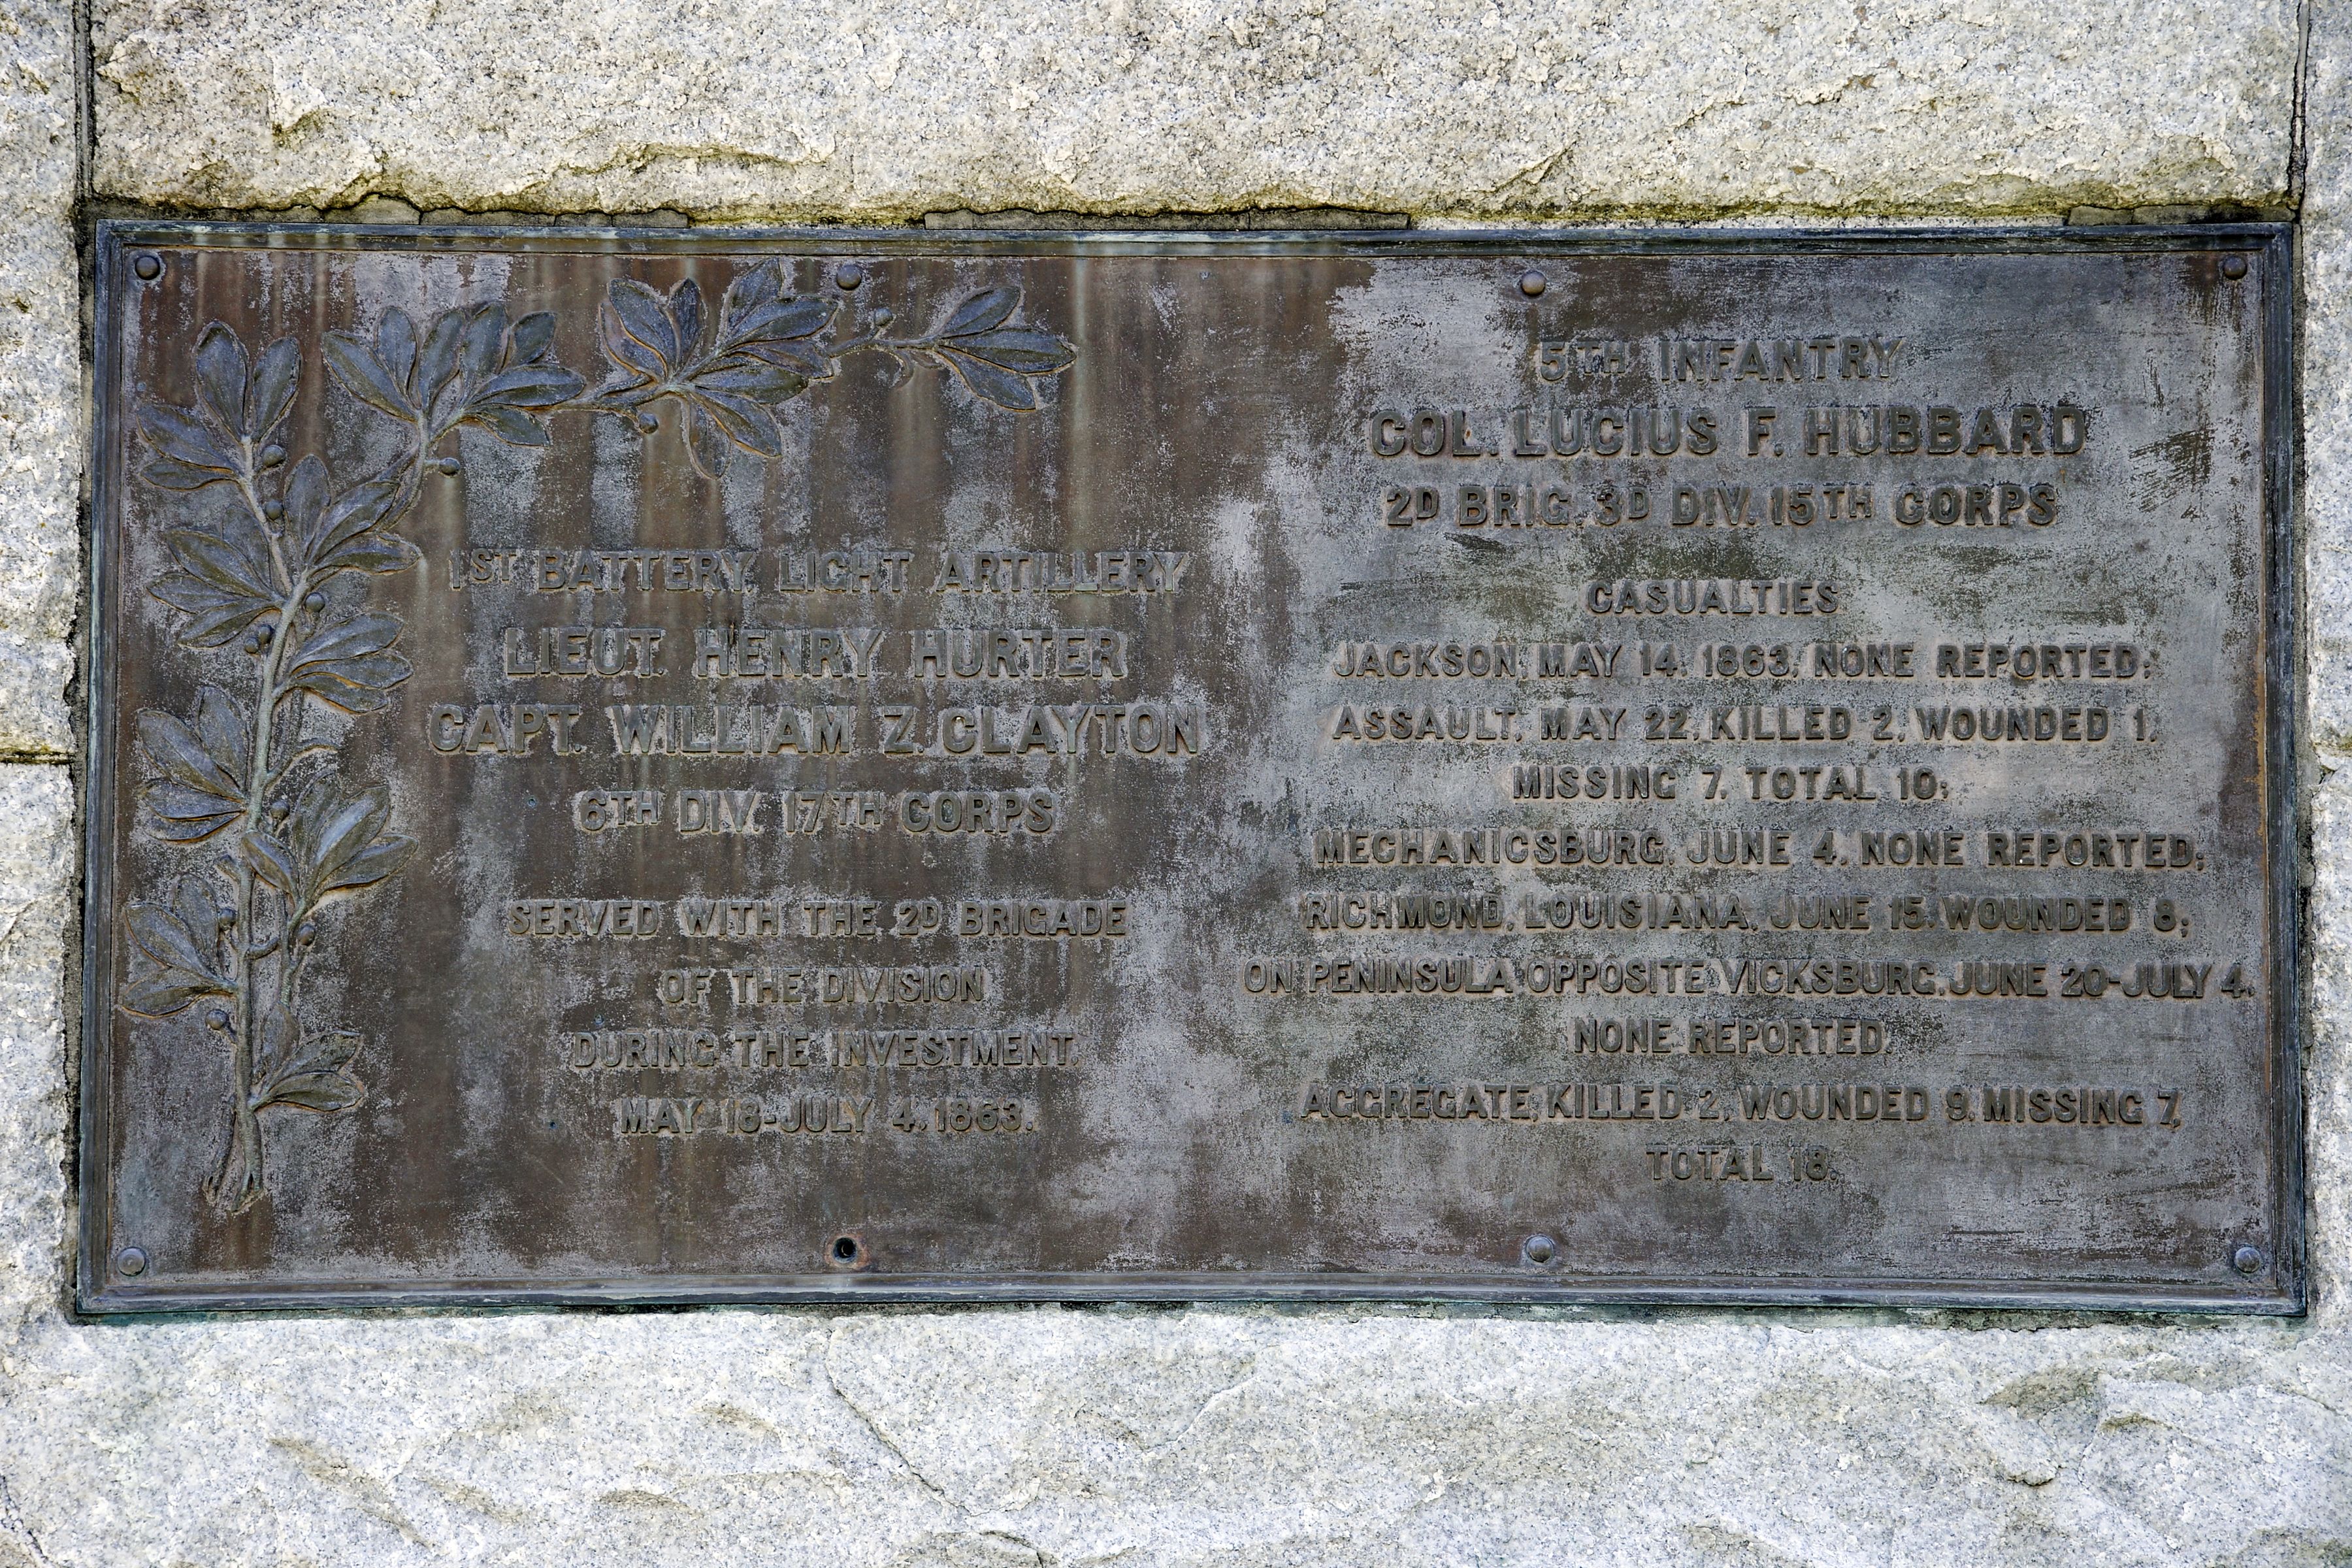 1ST BATTERY, LIGHT ARTILLERY
LIEUT. HENRY HURTER
CAPT. WILLIAM Z. CLAYTON
6TH DIV. 17TH CORPS
SERVED WITH THE 2D BRIGADE
OF THE DIVISION
DURING THE INVESTMENT,
MAY 18-JULY 4, 1863.
5TH INFANTRY
COL. LUCIUS F. HUBBARD
2D BRIG. 3D DIV. 15TH CORPS
CASUALTIES
JACKSON, MAY 14, 1863, NONE REPORTED;
ASSAULT, MAY 22, KILLED 2, WOUNDED 1,
MISSING 7, TOTAL 10;
MECHANICSBURG, JUNE 4, NONE REPORTED;
RICHMOND, LOUISIANA, JUNE 15, WOUNDED 8;
ON PENINSULA OPPOSITE VICKSBURG, JUNE 20-JULY 4,
NONE REPORTED.
AGGREGATE, KILLED 2, WOUNDED 9, MISSING 7,
TOTAL 18.